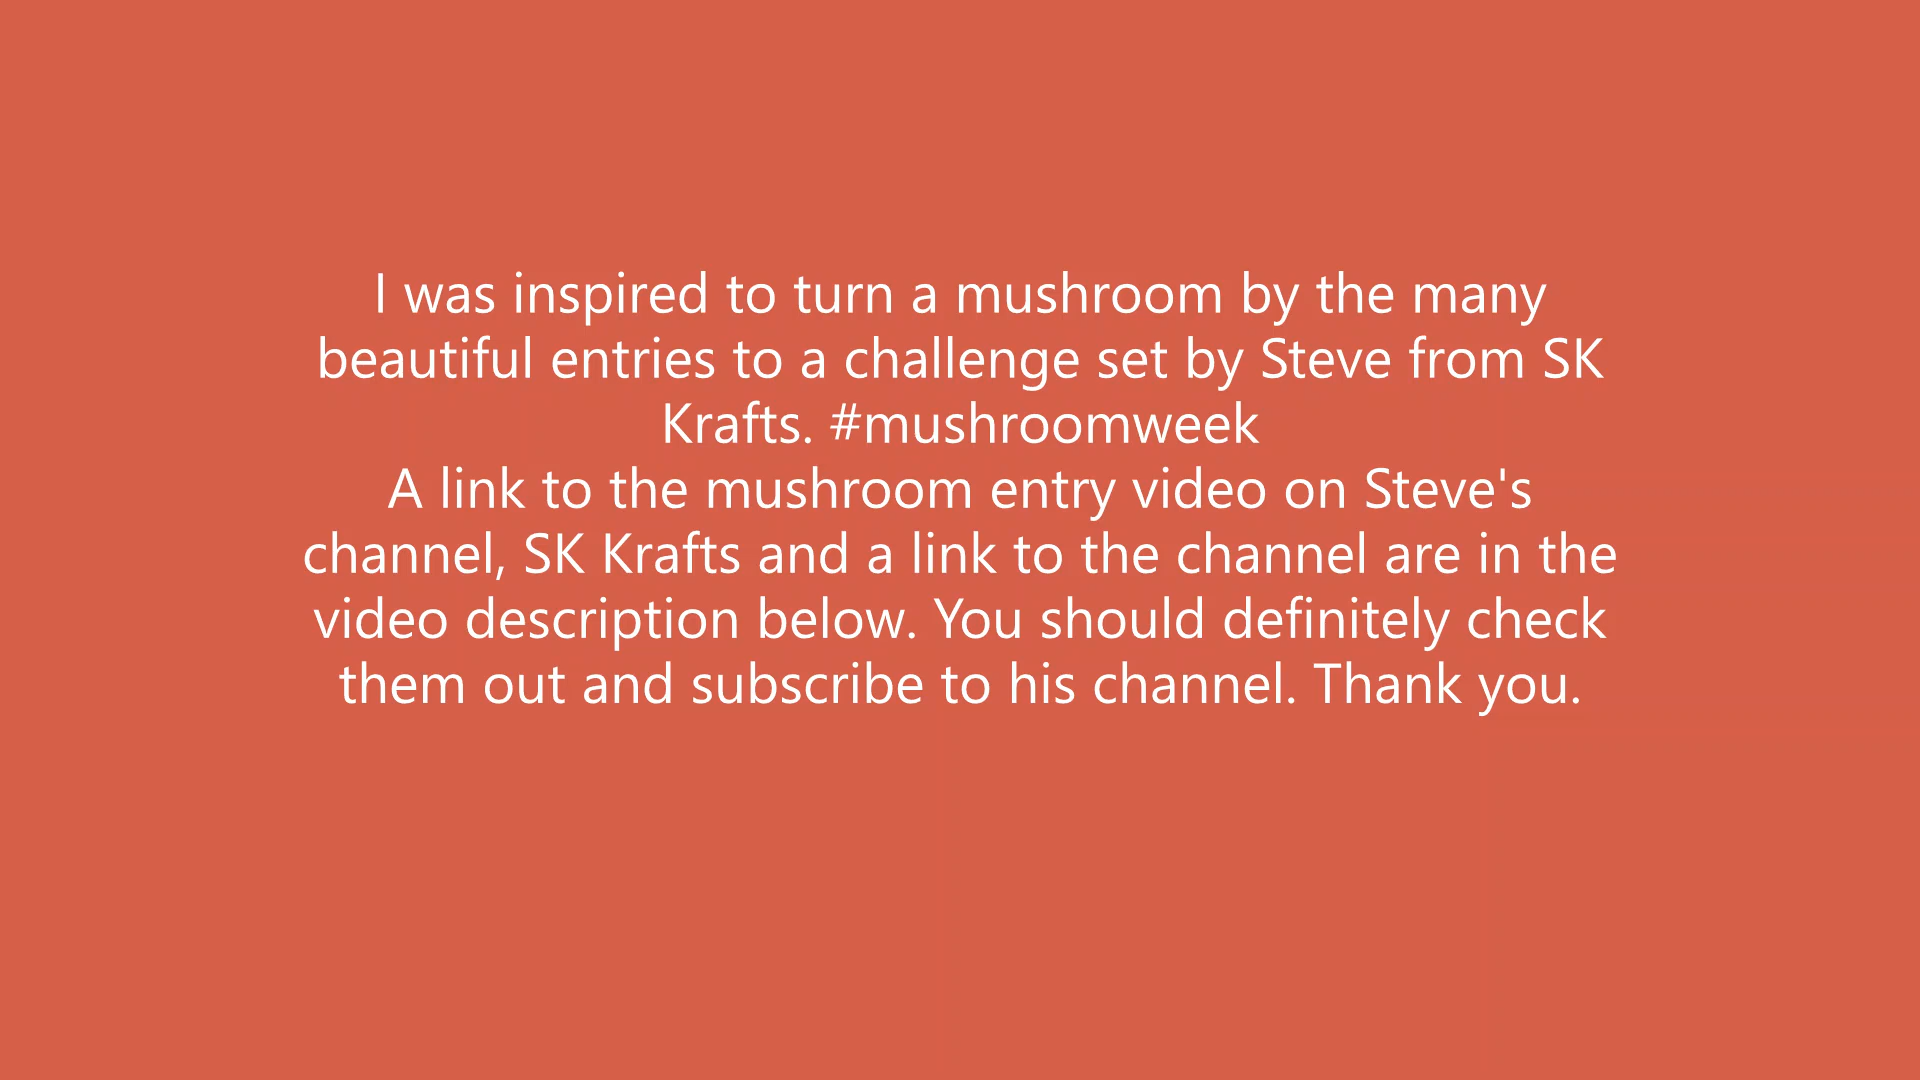 I was inspired to turn a mushroom by the many
beautiful entries to a challenge set by Steve from SK
Krafts. #mushroomweek
A link to the mushroom entry video on Steve's
channel, SK Krafts and a link to the channel are in the
video description below. You should definitely check
them out and subscribe to his channel. Thank you.